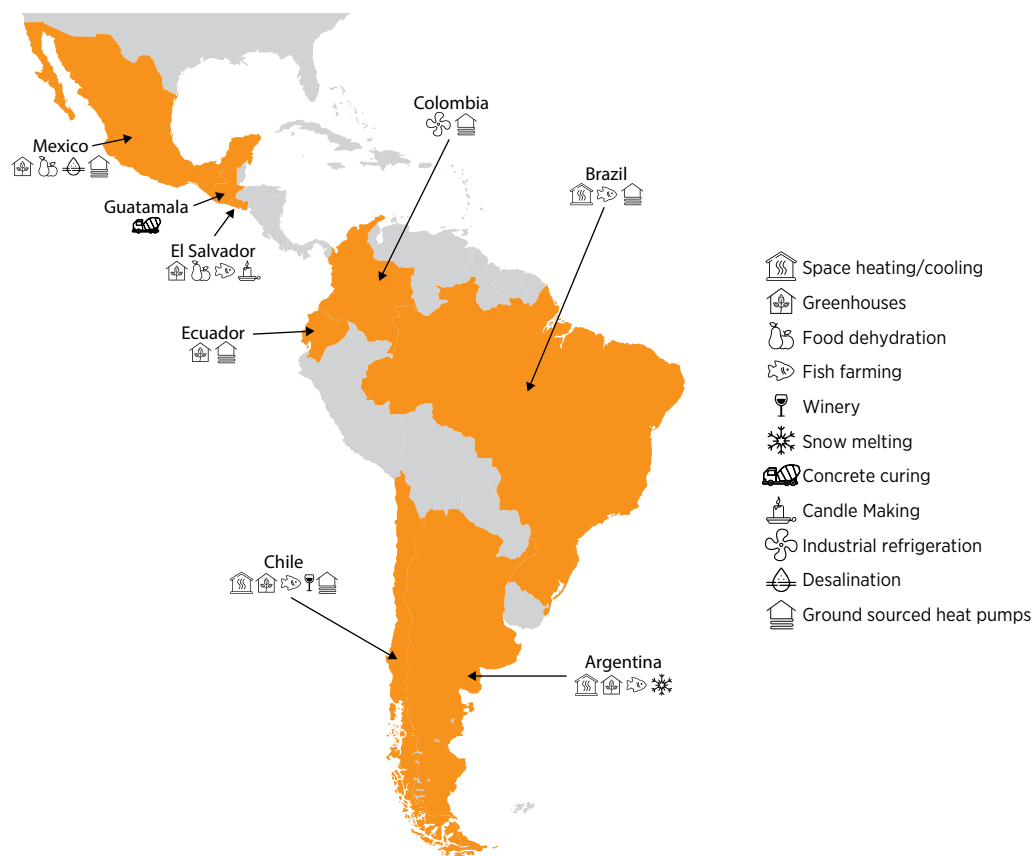 Colombia
Mexico
Brazil
Guatamala
El Salvador
Ecuador
Chile
Argentina
Space heating/cooling
Greenhouses
Food dehydration
Fish farming
Winery
Snow melting
Concrete curing
Candle Making
Industrial refrigeration
Desalination
Ground sourced heat pumps